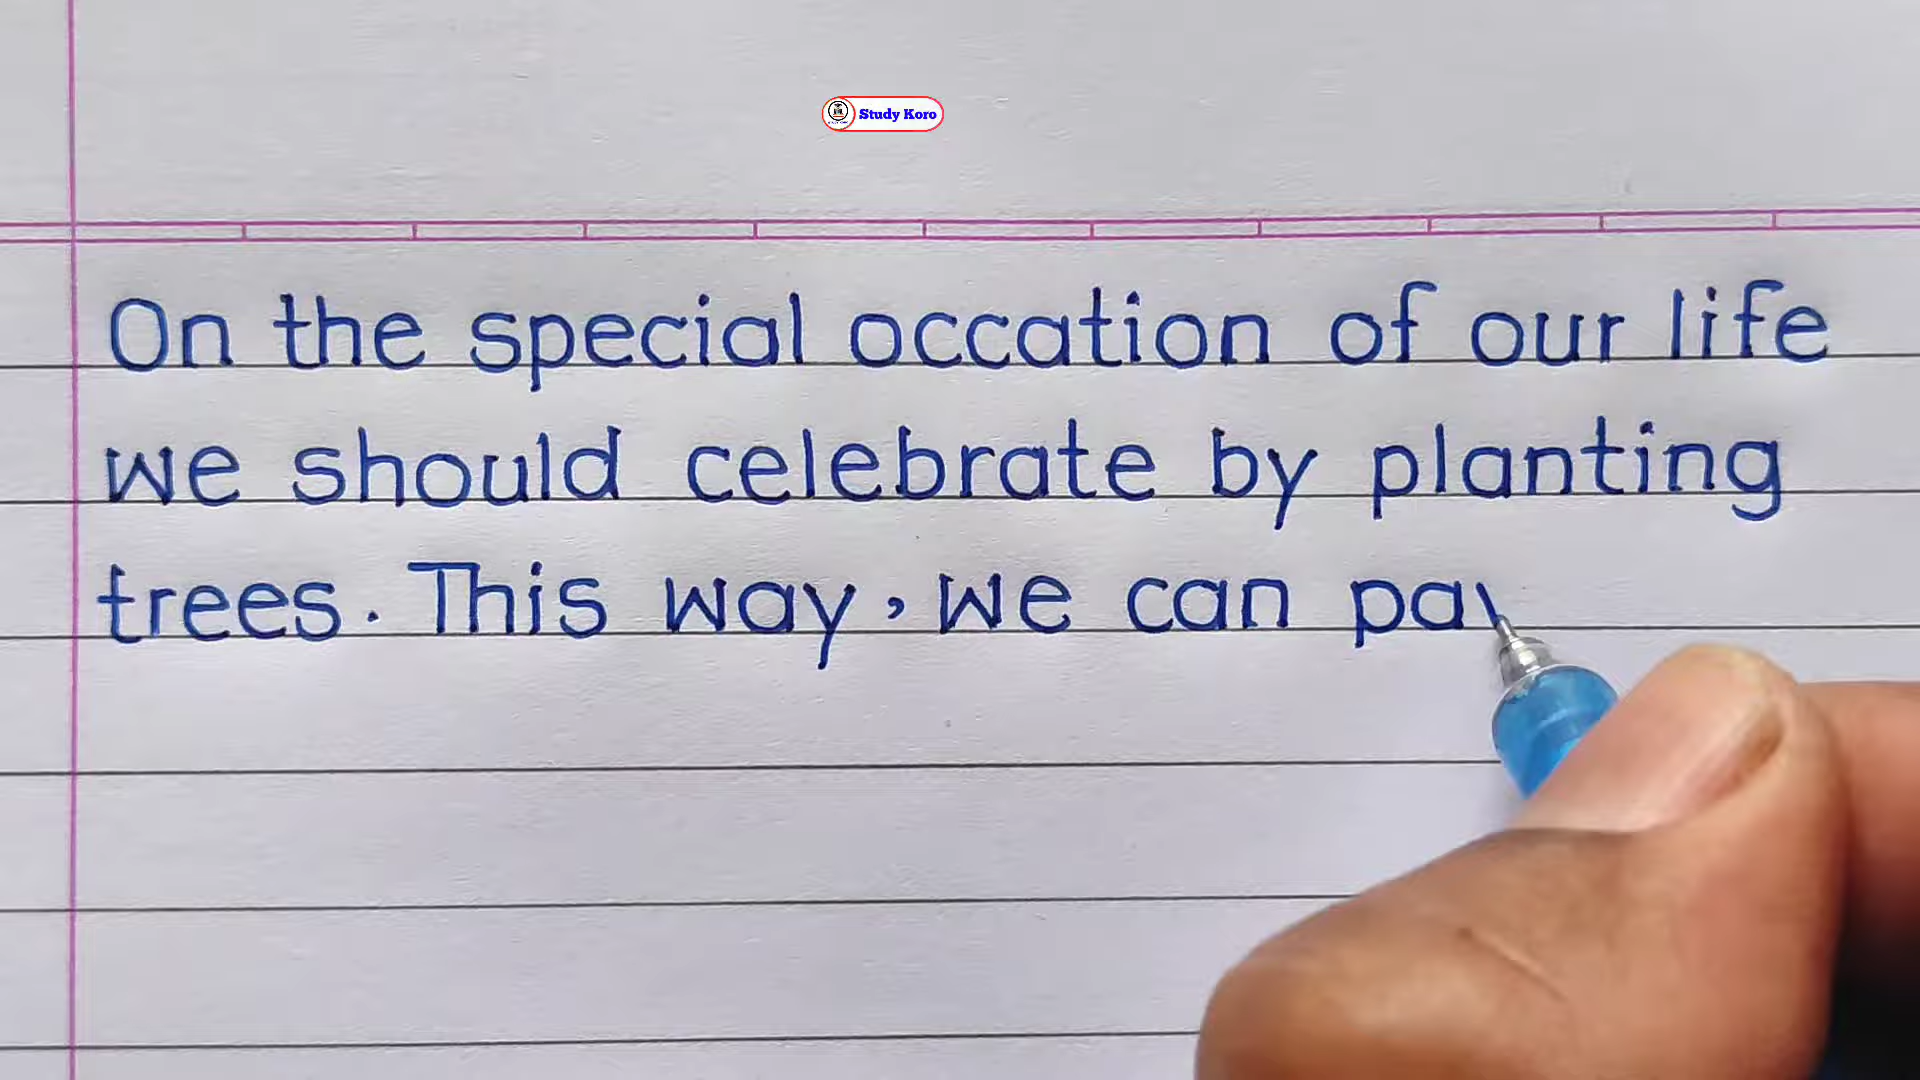 Study Koro
On the special occation of our life
we should celebrate by planting
trees. This way, we can